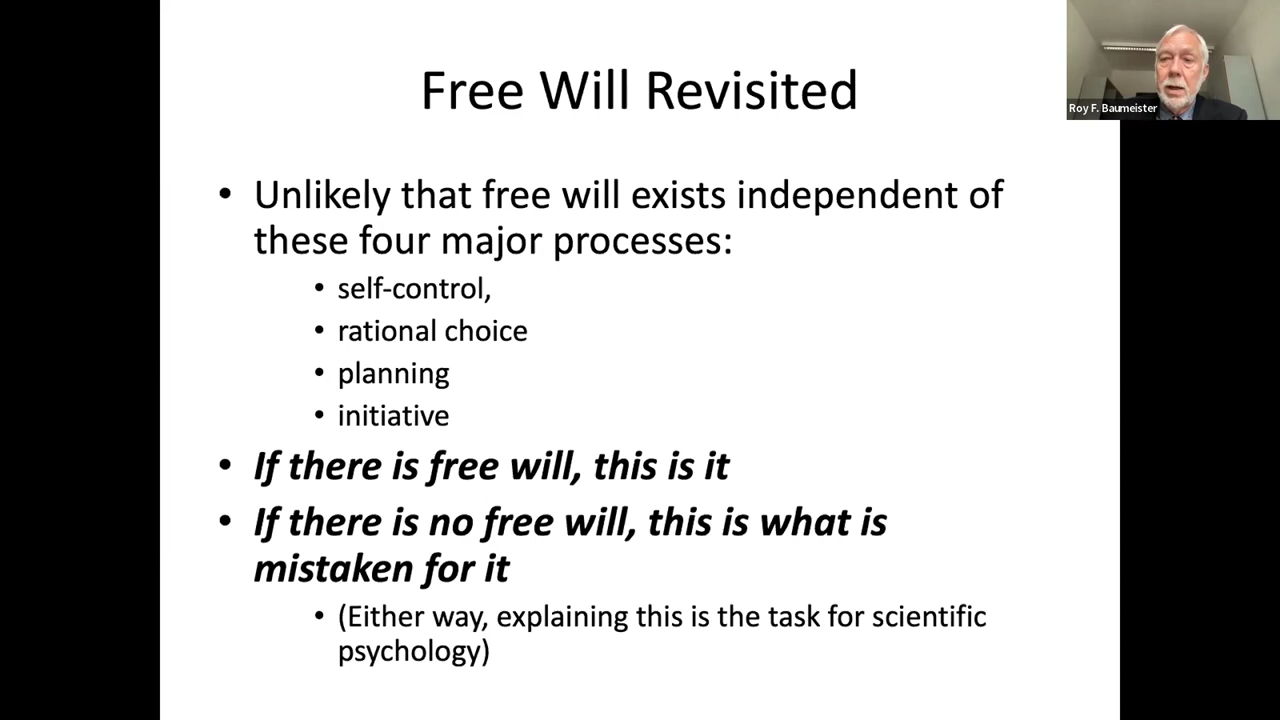 Free Will Revisited
Roy F. Baumeister
• Unlikely that free will exists independent of
these four major processes:
• self-control,
• rational choice
• planning
• initiative
• If there is free will, this is it
• If there is no free will, this is what is
mistaken for it
• (Either way, explaining this is the task for scientific
psychology)